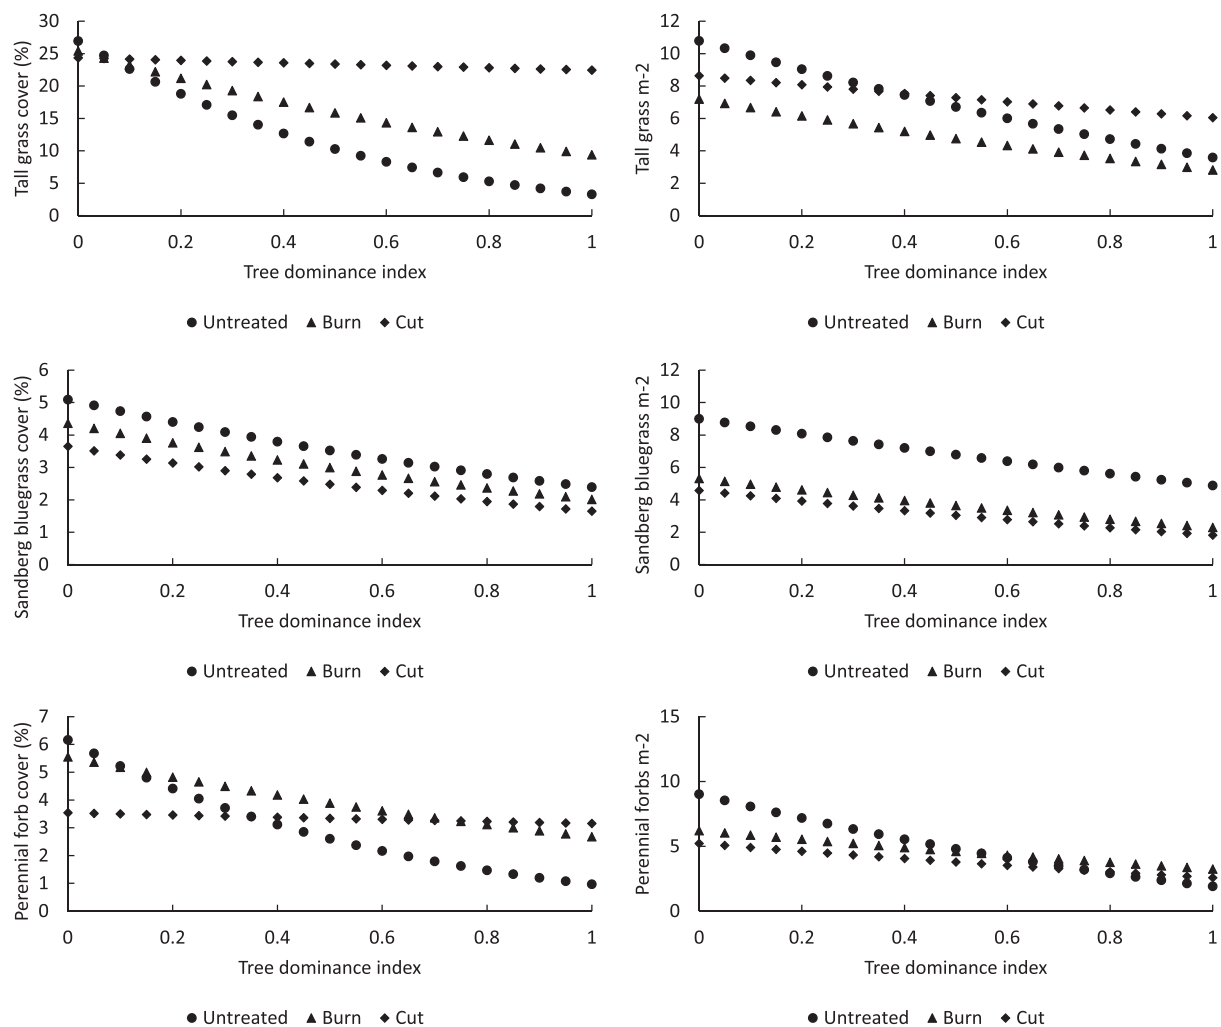 Tall grass cover (%)
30
25
20
15
10
5
0
0 0.2 0.4 0.6 0.8 1
Tree dominance index
Untreated Burn Cut
Tall grass m-2
12
10
8
6
4
2
0
0 0.2 0.4 0.6 0.8 1
Tree dominance index
Untreated Burn Cut
Sandberg bluegrass cover (%)
6
5
4
3
2
1
0
0 0.2 0.4 0.6 0.8 1
Tree dominance index
Untreated Burn Cut
Sandberg bluegrass m-2
12
10
8
6
4
2
0
0 0.2 0.4 0.6 0.8 1
Tree dominance index
Untreated Burn Cut
Perennial forb cover (%)
7
6
5
4
3
2
1
0
0 0.2 0.4 0.6 0.8 1
Tree dominance index
Untreated Burn Cut
Perennial forbs m-2
15
10
5
0
0 0.2 0.4 0.6 0.8 1
Tree dominance index
Untreated Burn Cut